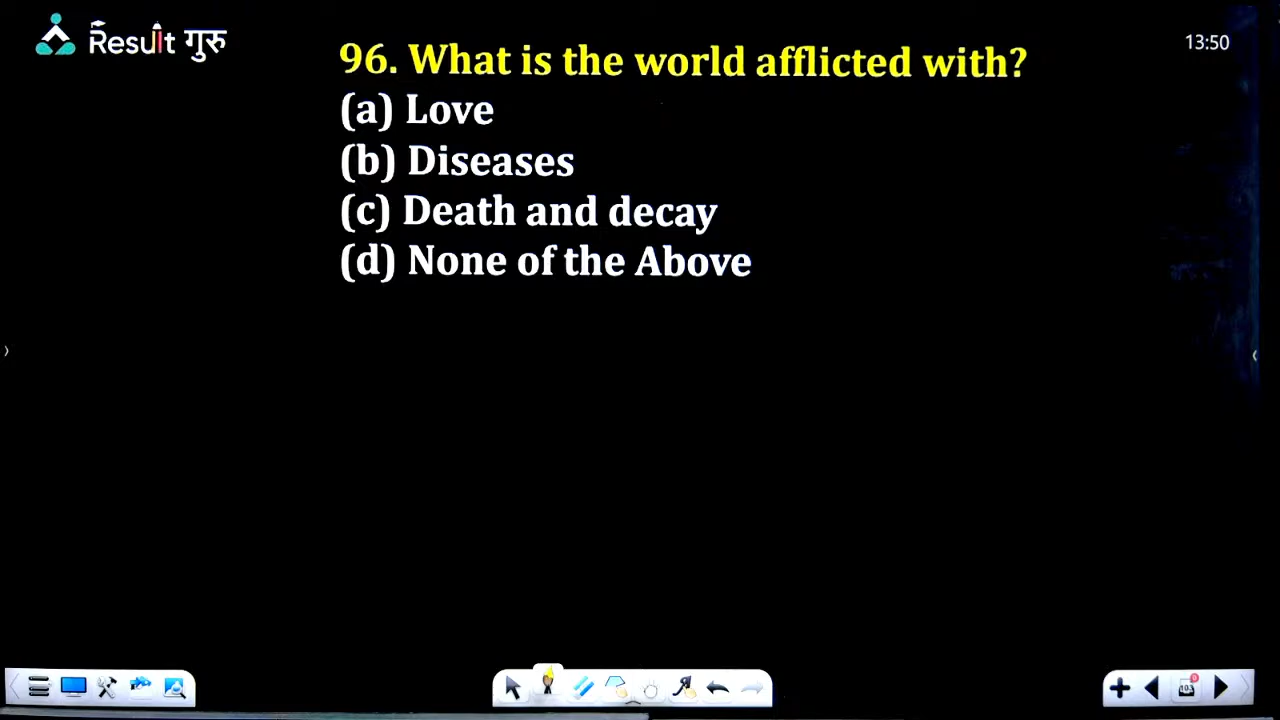 Result गुरु
13:50
96. What is the world afflicted with?
(a) Love
(b) Diseases
(c) Death and decay
(d) None of the Above